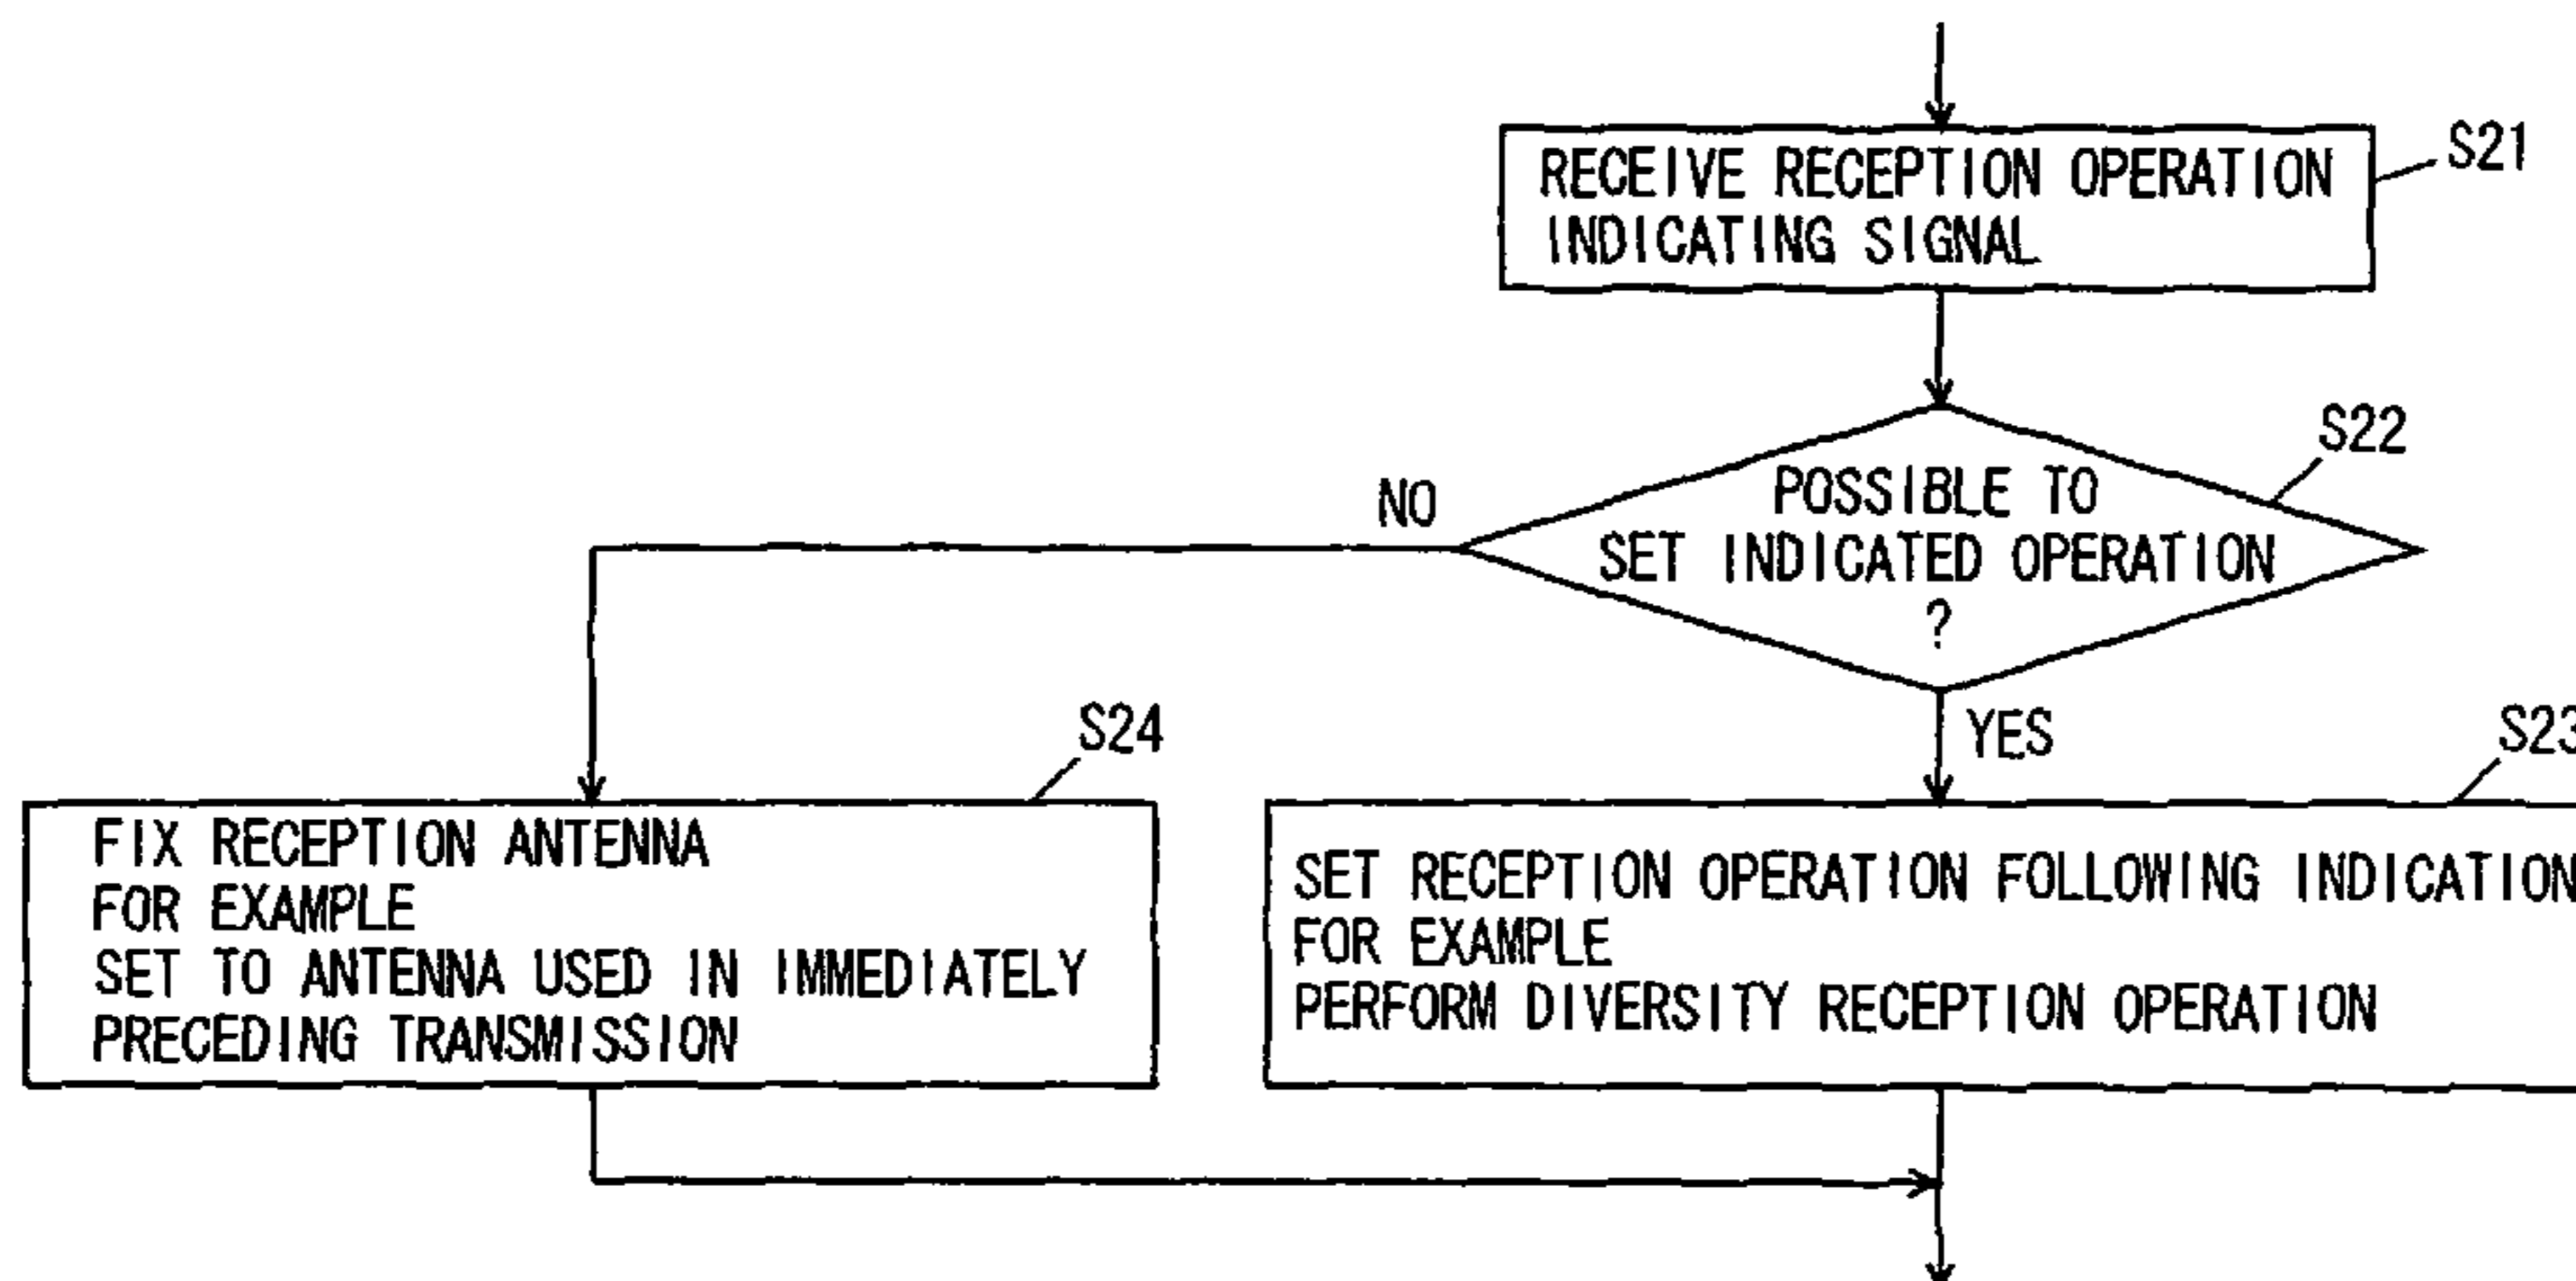 RECEIVE RECEPTION OPERATION
INDICATING SIGNAL
S21
S22
POSSIBLE TO
SET INDICATED OPERATION
?
NO
YES
S24
FIX RECEPTION ANTENNA
FOR EXAMPLE
SET TO ANTENNA USED IN IMMEDIATELY
PRECEDING TRANSMISSION
S23
SET RECEPTION OPERATION FOLLOWING INDICATION
FOR EXAMPLE
PERFORM DIVERSITY RECEPTION OPERATION